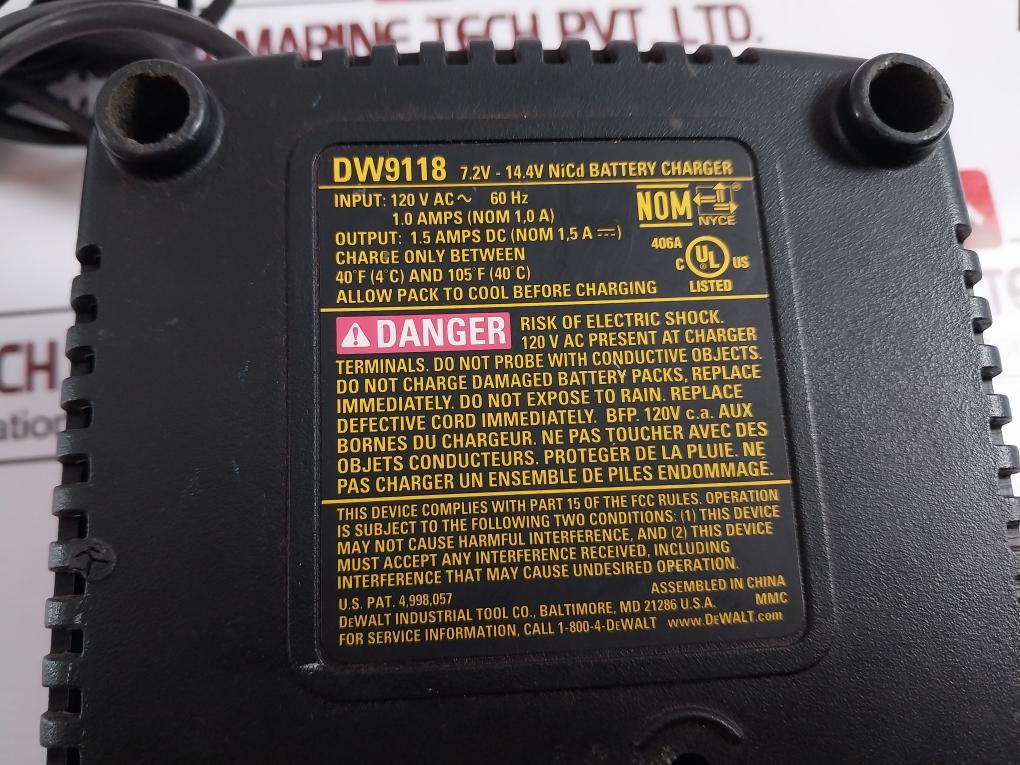 MARINE TECH PVT. LTD.
DW9118 7.2V - 14.4V NiCd BATTERY CHARGER
INPUT: 120 V AC~ 60 Hz
1.0 AMPS (NOM 1,0 A)
OUTPUT: 1.5 AMPS DC (NOM 1,5 A ⎓)
CHARGE ONLY BETWEEN
40°F (4°C) AND 105°F (40°C)
ALLOW PACK TO COOL BEFORE CHARGING
NOM
NYCE
406A
C UL US
®
LISTED
DANGER RISK OF ELECTRIC SHOCK.
120 V AC PRESENT AT CHARGER
TERMINALS. DO NOT PROBE WITH CONDUCTIVE OBJECTS.
DO NOT CHARGE DAMAGED BATTERY PACKS, REPLACE
IMMEDIATELY. DO NOT EXPOSE TO RAIN. REPLACE
DEFECTIVE CORD IMMEDIATELY. BFP. 120V c.a. AUX
BORNES DU CHARGEUR. NE PAS TOUCHER AVEC DES
OBJETS CONDUCTEURS. PROTEGER DE LA PLUIE. NE
PAS CHARGER UN ENSEMBLE DE PILES ENDOMMAGÉ.
THIS DEVICE COMPLIES WITH PART 15 OF THE FCC RULES. OPERATION
IS SUBJECT TO THE FOLLOWING TWO CONDITIONS: (1) THIS DEVICE
MAY NOT CAUSE HARMFUL INTERFERENCE, AND (2) THIS DEVICE
MUST ACCEPT ANY INTERFERENCE RECEIVED, INCLUDING
INTERFERENCE THAT MAY CAUSE UNDESIRED OPERATION.
U.S. PAT. 4,998,057 ASSEMBLED IN CHINA
DEWALT INDUSTRIAL TOOL CO., BALTIMORE, MD 21286 U.S.A. MMC
FOR SERVICE INFORMATION, CALL 1-800-4-DEWALT www.DEWALT.com
CH
ation